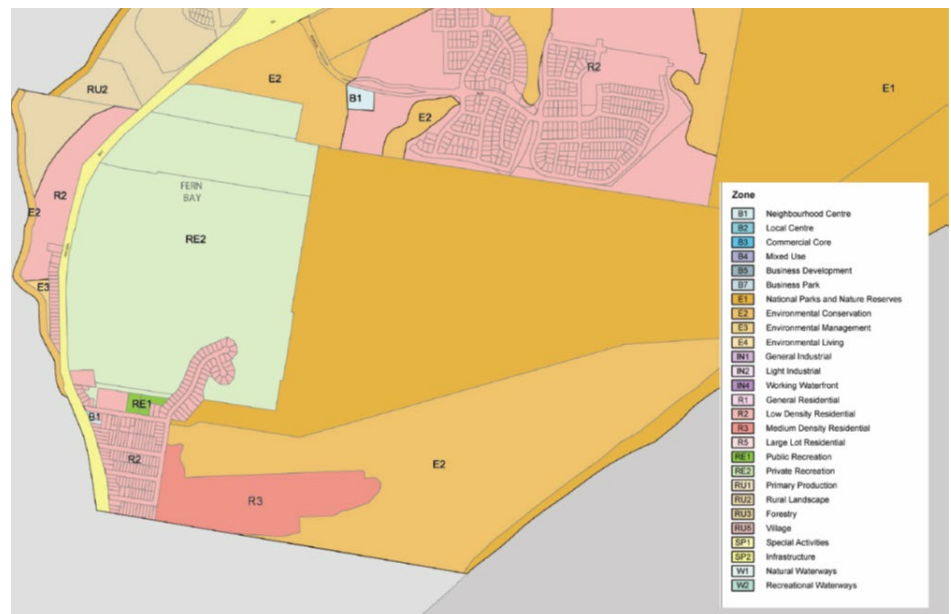 E2
R2
E1
RU2
B1
E2
FERN
BAY
R2
E2
RE2
E3
RE1
B1
R2
E2
R3
Zone
B1 Neighbourhood Centre
B2 Local Centre
B3 Commercial Core
B4 Mixed Use
B5 Business Development
B7 Business Park
E1 National Parks and Nature Reserves
E2 Environmental Conservation
E3 Environmental Management
E4 Environmental Living
IN1 General Industrial
IN2 Light Industrial
IN4 Working Waterfront
R1 General Residential
R2 Low Density Residential
R3 Medium Density Residential
R5 Large Lot Residential
RE1 Public Recreation
RE2 Private Recreation
RU1 Primary Production
RU2 Rural Landscape
RU3 Forestry
RU5 Village
SP1 Special Activities
SP2 Infrastructure
W1 Natural Waterways
W2 Recreational Waterways